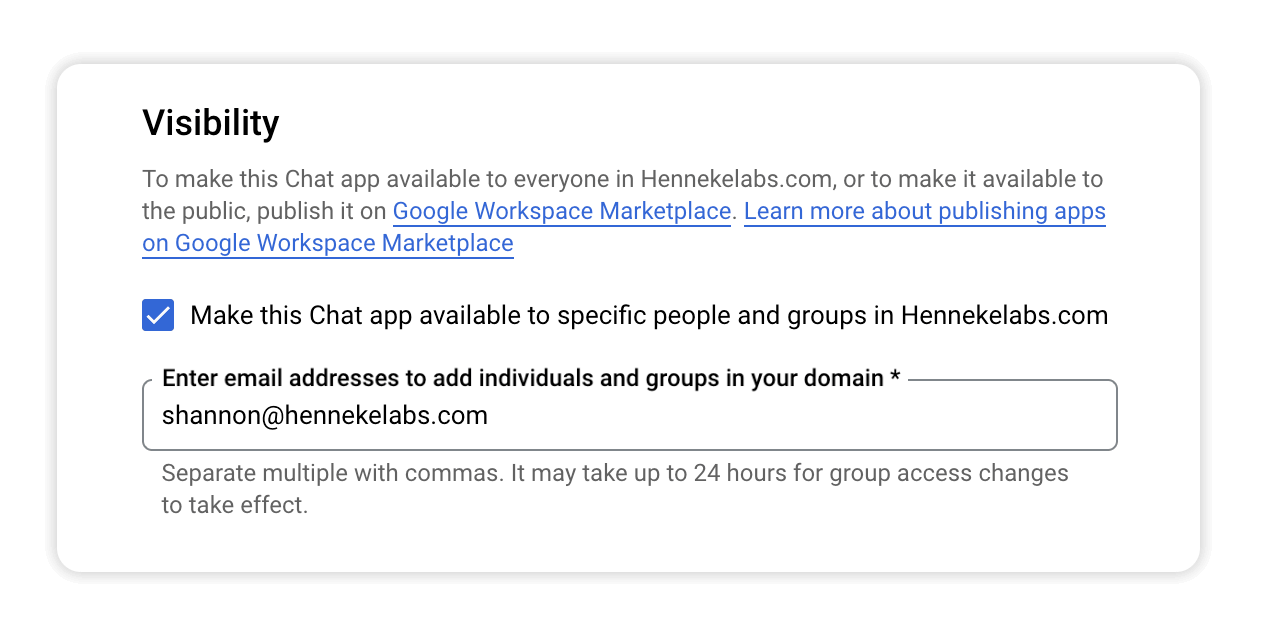 Visibility
To make this Chat app available to everyone in Hennekelabs.com, or to make it available to
the public, publish it on Google Workspace Marketplace. Learn more about publishing apps
on Google Workspace Marketplace
Make this Chat app available to specific people and groups in Hennekelabs.com
Enter email addresses to add individuals and groups in your domain *
shannon@hennekelabs.com
Separate multiple with commas. It may take up to 24 hours for group access changes
to take effect.